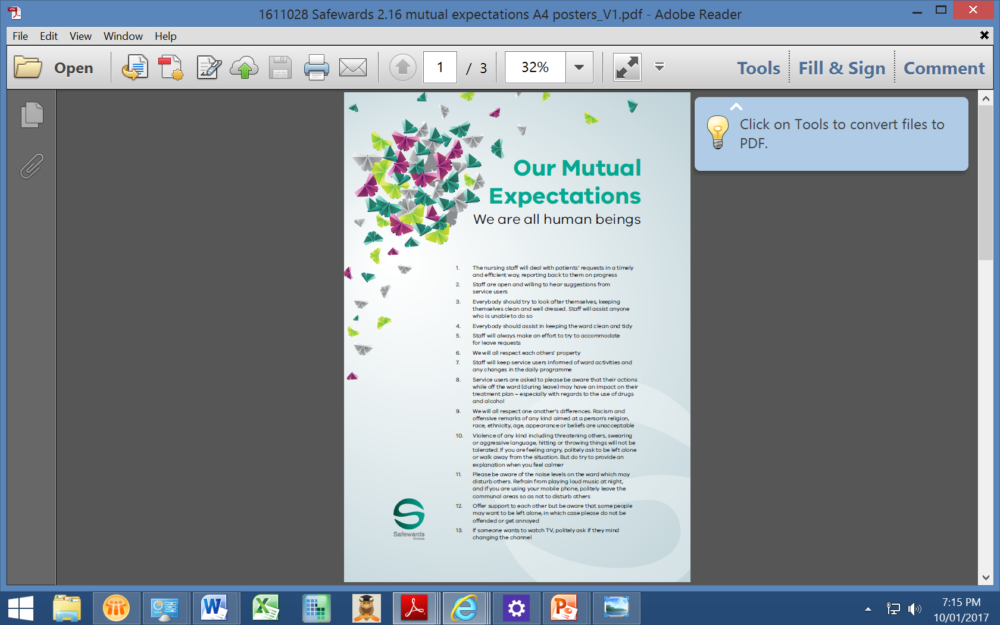 1611028 Safewards 2.16 mutual expectations A4 posters_V1.pdf - Adobe Reader
File Edit View Window Help
Open 1 / 3 32% Tools Fill & Sign Comment
Click on Tools to convert files to
PDF.
Our Mutual
Expectations
We are all human beings
1. The nursing staff will deal with patients’ requests in a timely
and efficient way, reporting back to them on progress
2. Staff are open and willing to hear suggestions from
service users
3. Everybody should try to look after themselves, keeping
themselves clean and well dressed. Staff will assist anyone
who is unable to do so
4. Everybody should assist in keeping the ward clean and tidy
5. Staff will always make an effort to try to accommodate
for leave requests
6. We will all respect each others’ property
7. Staff will keep service users informed of ward activities and
any changes in the daily programme
8. Service users are asked to please be aware that their actions
while off the ward (during leave) may have an impact on their
treatment plan – especially with regards to the use of drugs
and alcohol
9. We will all respect one another’s differences. Racism and
offensive remarks of any kind aimed at a person’s religion,
race, ethnicity, age, appearance or beliefs are unacceptable
10. Violence of any kind including threatening others, swearing
or aggressive language, hitting or throwing things will not be
tolerated. If you are feeling angry, politely ask to be left alone
or walk away from the situation. But do try to provide an
explanation when you feel calmer
11. Please be aware of the noise levels on the ward which may
disturb others. Refrain from playing loud music at night,
and if you are using your mobile phone, politely leave the
communal areas so as not to disturb others
12. Offer support to each other but be aware that some people
may want to be left alone, in which case please do not be
offended or get annoyed
13. If someone wants to watch TV, politely ask if they mind
changing the channel
Safewards
Victoria
7:15 PM
10/01/2017